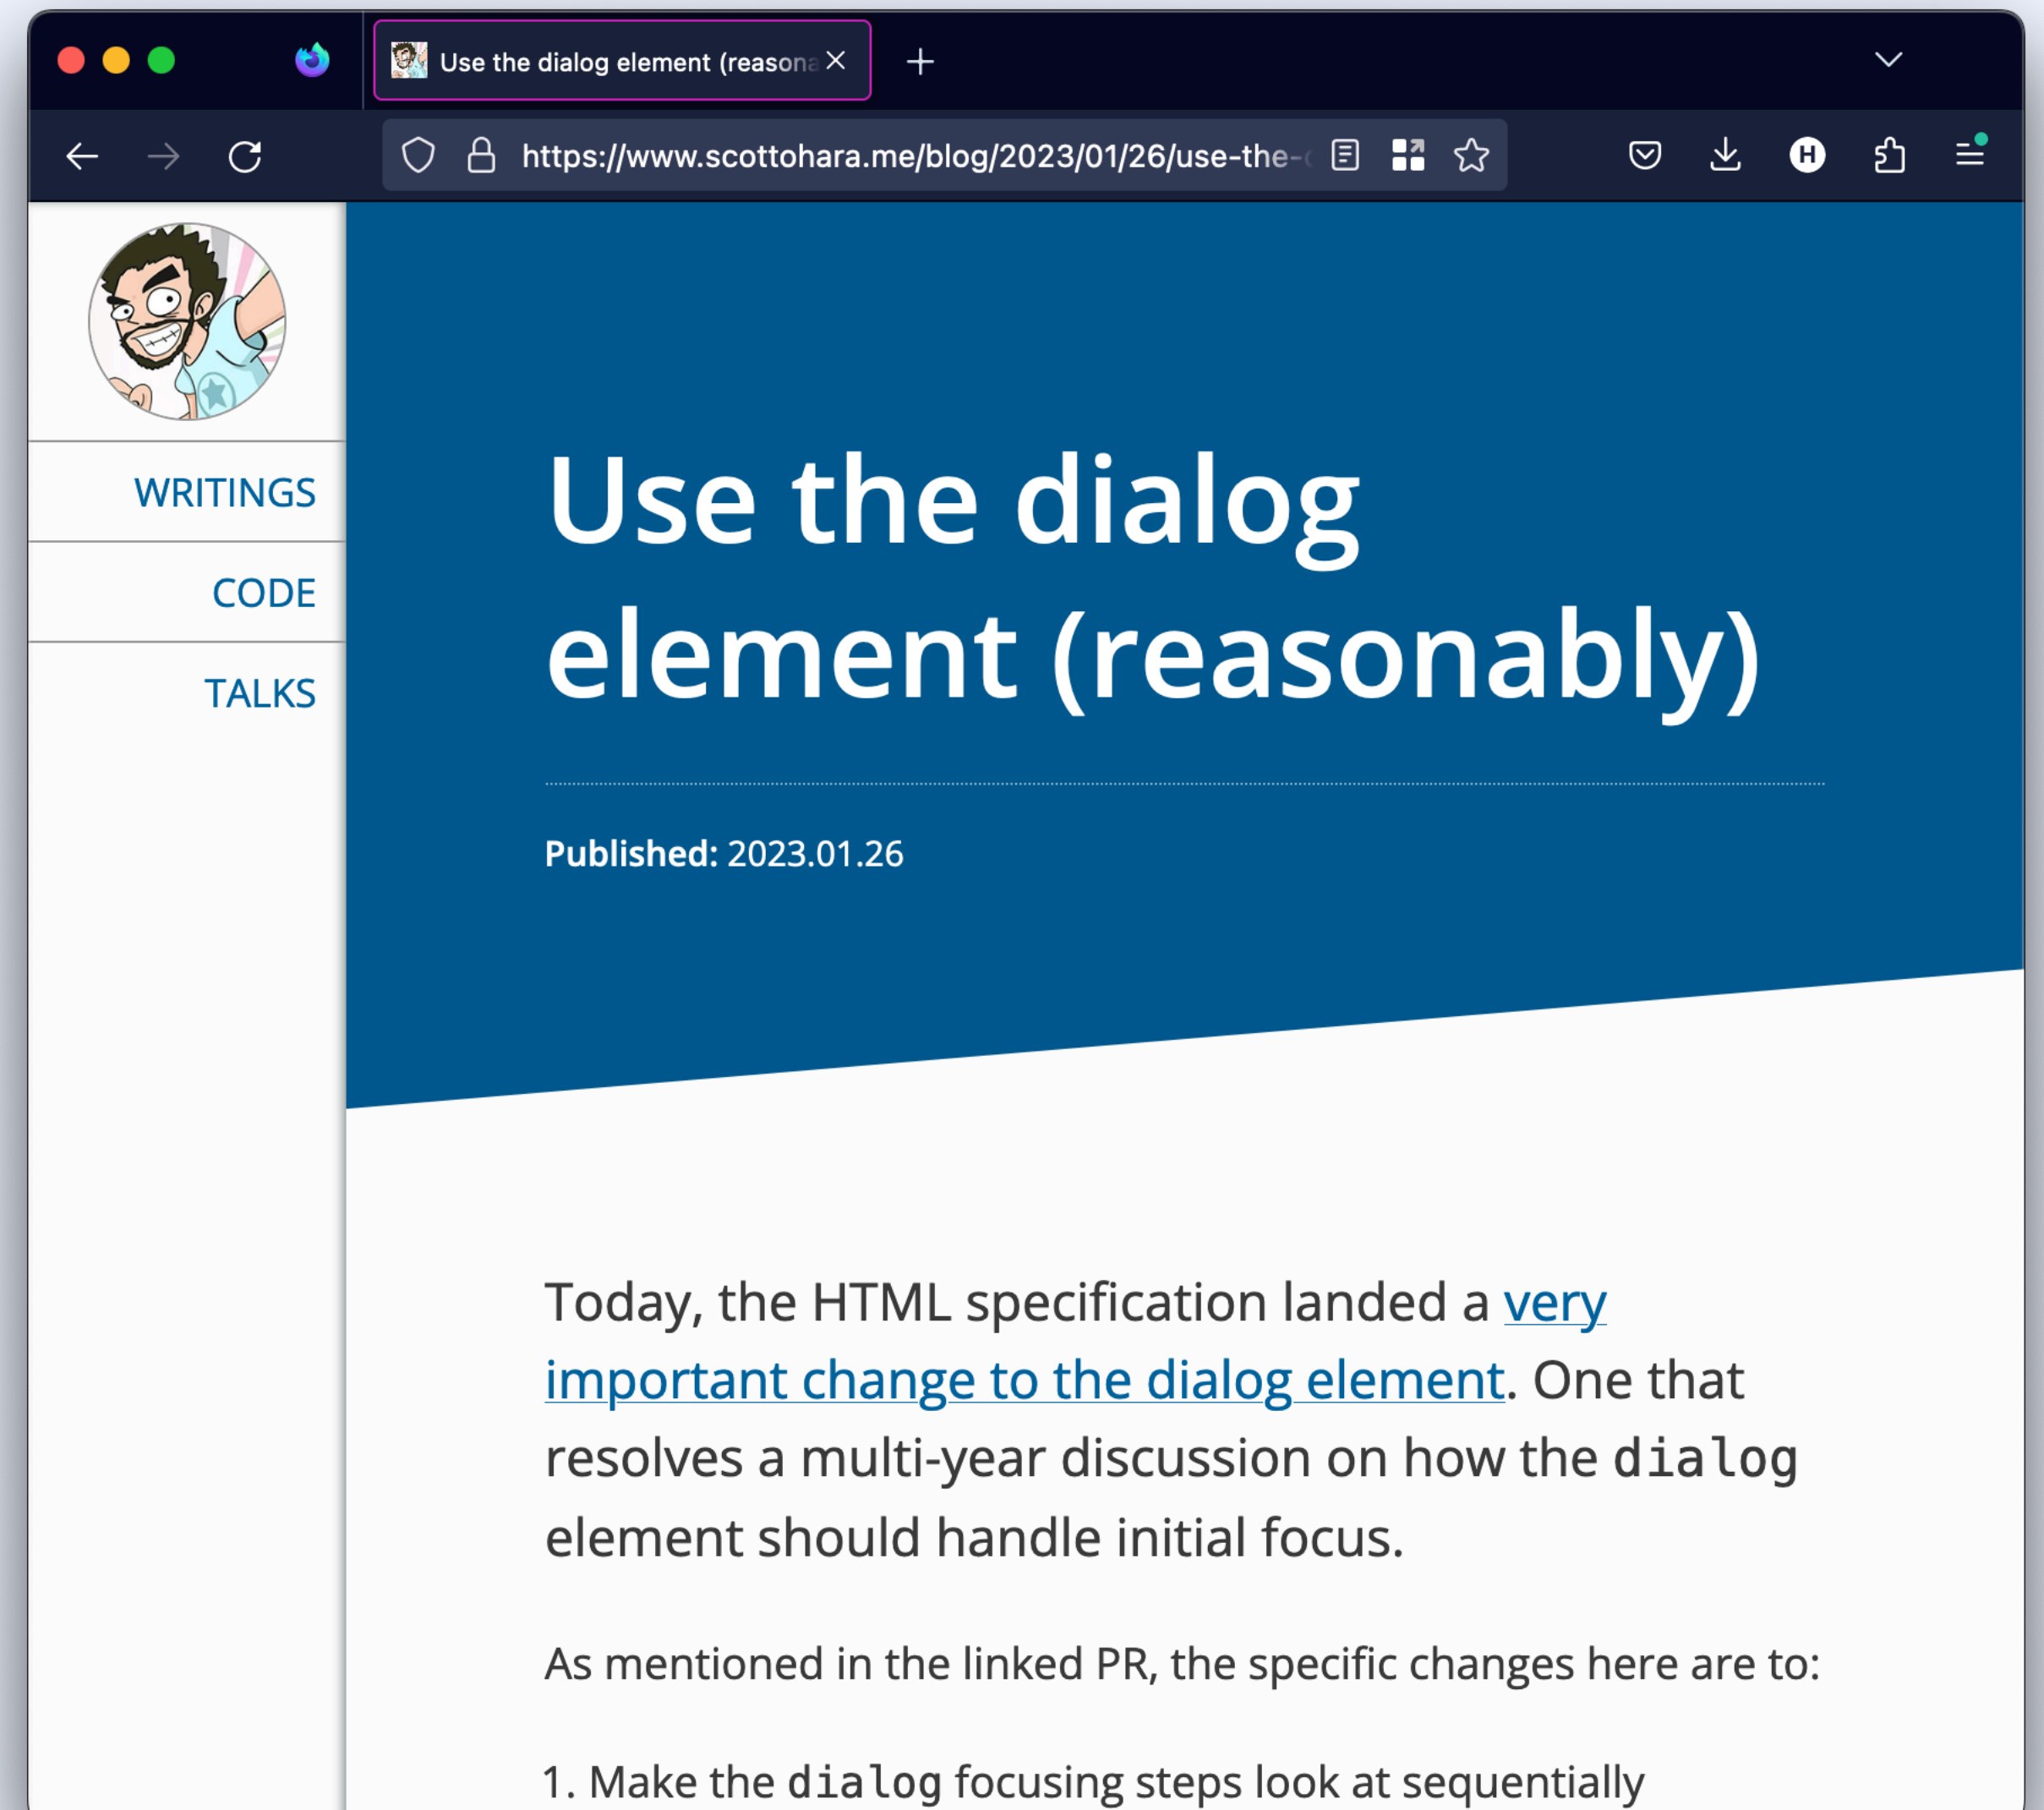 Use the dialog element (reasona
https://www.scottohara.me/blog/2023/01/26/use-the-
H
WRITINGS
CODE
TALKS
Use the dialog
element (reasonably)
Published: 2023.01.26
Today, the HTML specification landed a very
important change to the dialog element. One that
resolves a multi-year discussion on how the dialog
element should handle initial focus.
As mentioned in the linked PR, the specific changes here are to:
1. Make the dialog focusing steps look at sequentially